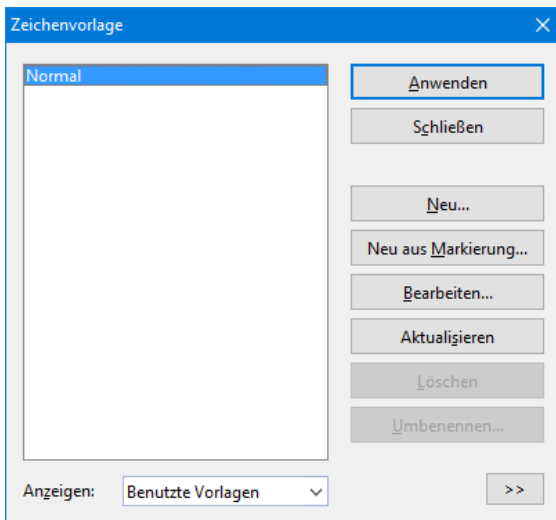 Zeichenvorlage
Normal
Anwenden
Schließen
Neu...
Neu aus Markierung...
Bearbeiten...
Aktualisieren
Löschen
Umbenennen...
Anzeigen: Benutzte Vorlagen >>